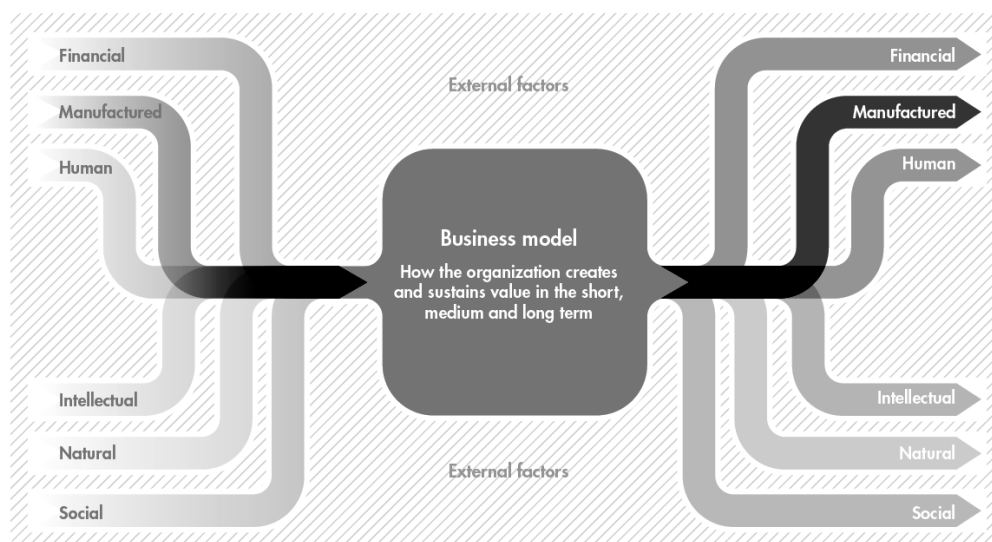 Financial
Manufactured
Human
Intellectual
Natural
Social
External factors
Business model
How the organization creates
and sustains value in the short,
medium and long term
External factors
Financial
Manufactured
Human
Intellectual
Natural
Social